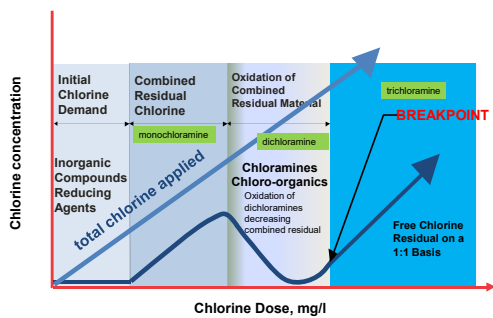 Initial
Chlorine
Demand
Combined
Residual
Chlorine
Oxidation of
Combined
Residual Material
trichloramine
BREAKPOINT
monochloramine
dichloramine
Inorganic
Compounds
Reducing
Agents
total chlorine applied
Chloramines
Chloro-organics
Oxidation
of dichloramines
decreasing
combined residual
Free Chlorine
Residual on a
1:1 Basis
Chlorine concentration
Chlorine Dose, mg/l